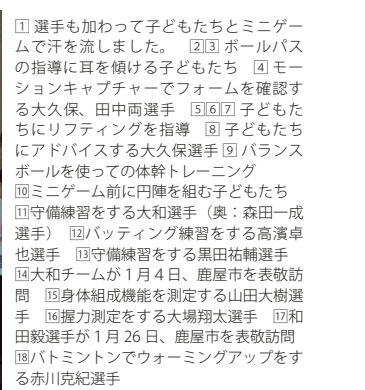 1 選手も加わって子どもたちとミニゲー
ムで汗を流しました。 2 3 ボールパス
の指導に耳を傾ける子どもたち 4 モー
ションキャプチャーでフォームを確認す
る大久保、田中両選手 5 6 7 子どもた
ちにリフティングを指導 8 子どもたち
にアドバイスする大久保選手 9 バランス
ボールを使っての体幹トレーニング
10ミニゲーム前に円陣を組む子どもたち
11守備練習をする大和選手(奥:森田一成
選手) 12バッティング練習をする高濱卓
也選手 13守備練習をする黒田祐輔選手
14大和チームが1月4日、鹿屋市を表敬訪
問 15身体組成機能を測定する山田大樹選
手 16握力測定をする大場翔太選手 17和
田毅選手が1月26日、鹿屋市を表敬訪問
18バトミントンでウォーミングアップをす
る赤川克紀選手